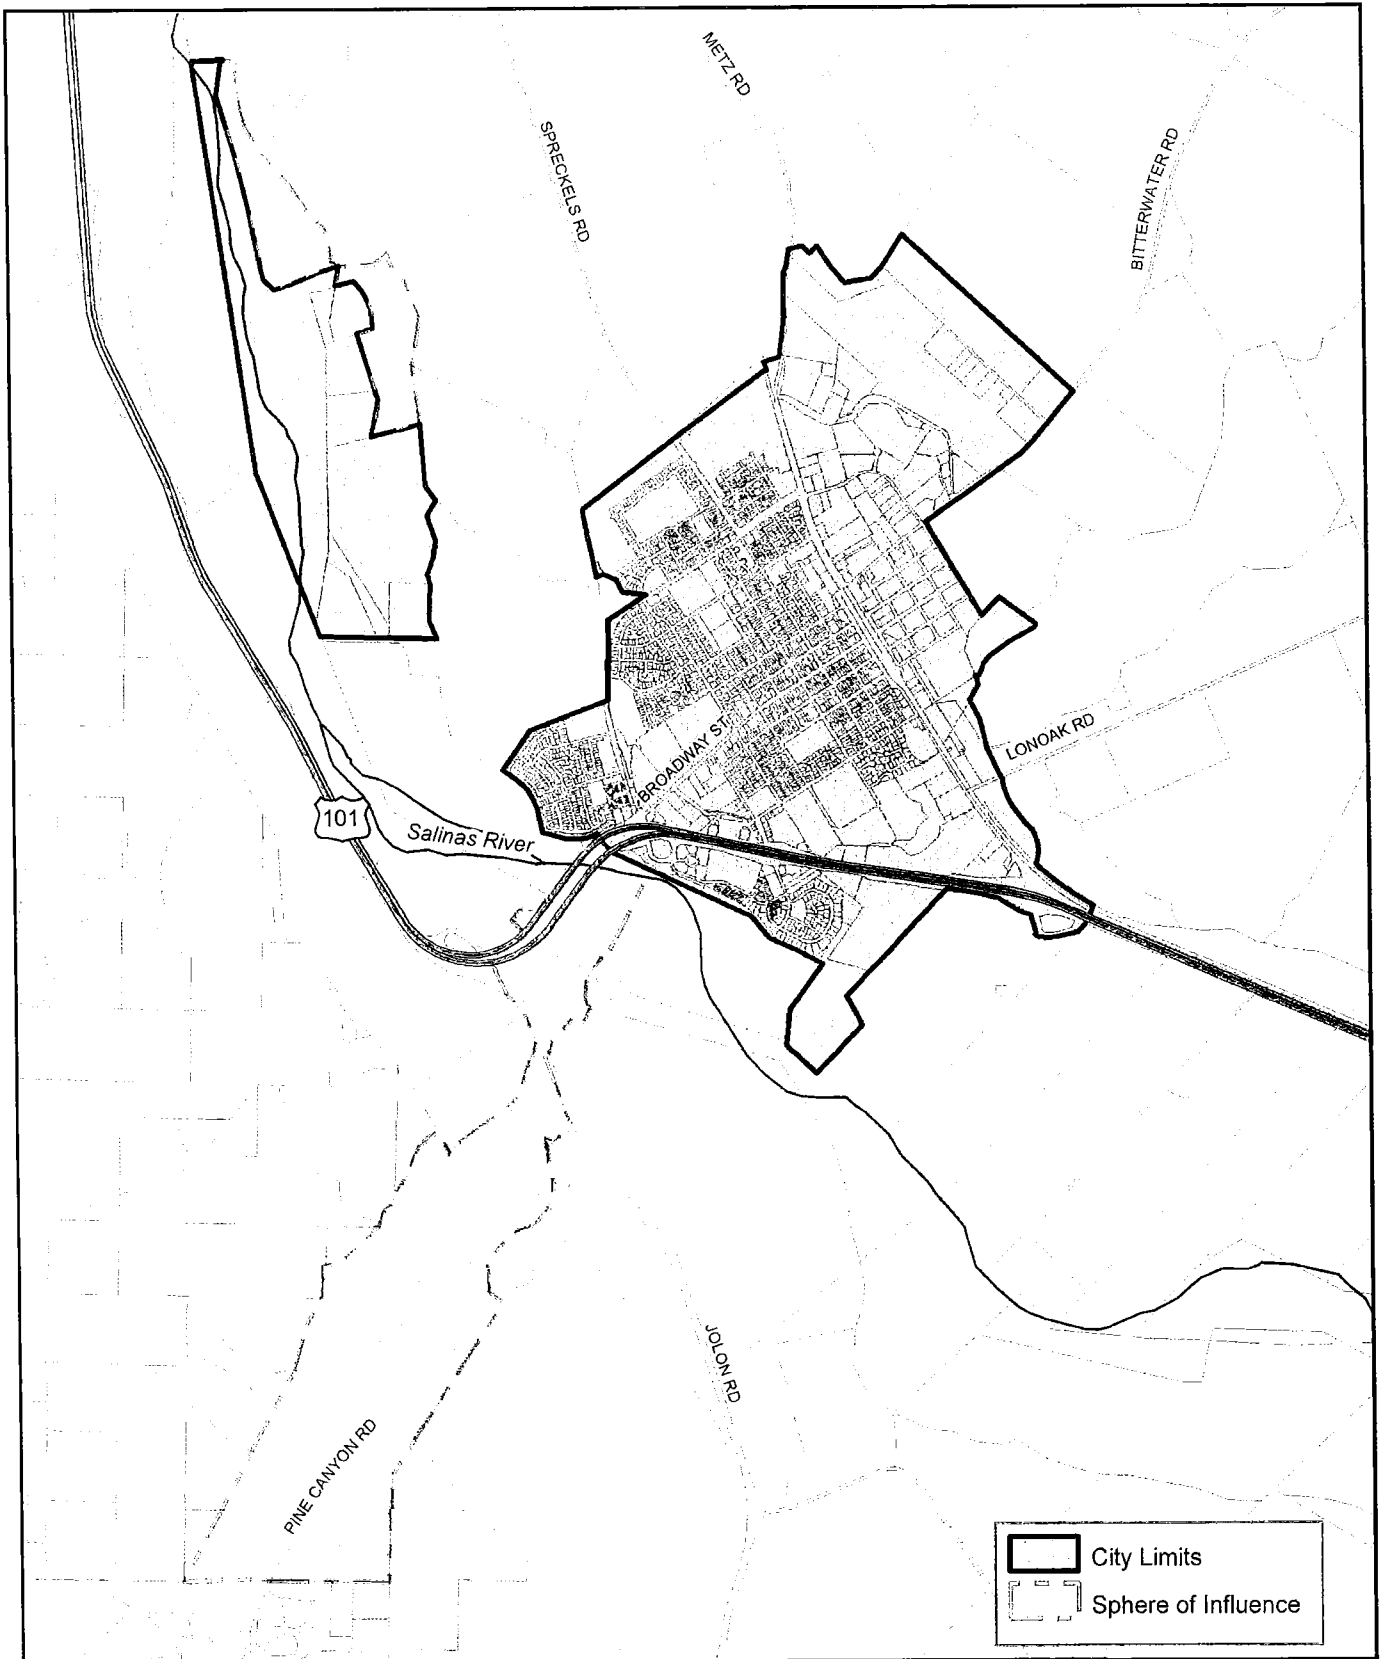 METZ RD
SPRECKELS RD
BITTERWATER RD
LONOAK RD
BROADWAY ST
101
Salinas River
JOLON RD
PINE CANYON RD
City Limits
Sphere of Influence